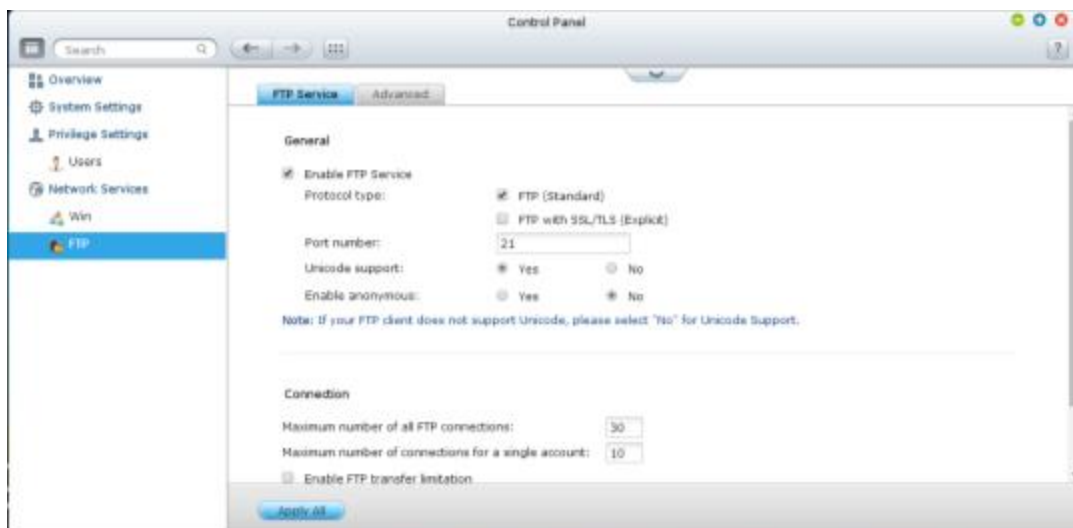 Control Panel
Search
?
Overview
System Settings
Privilege Settings
Users
Network Services
Win
FTP
FTP Service
Advanced
General
Enable FTP Service
Protocol type:
FTP (Standard)
FTP with SSL/TLS (Explicit)
Port number:
21
Unicode support:
Yes
No
Enable anonymous:
Yes
No
Note: If your FTP client does not support Unicode, please select "No" for Unicode Support.
Connection
Maximum number of all FTP connections:
30
Maximum number of connections for a single account:
10
Enable FTP transfer limitation
Apply All